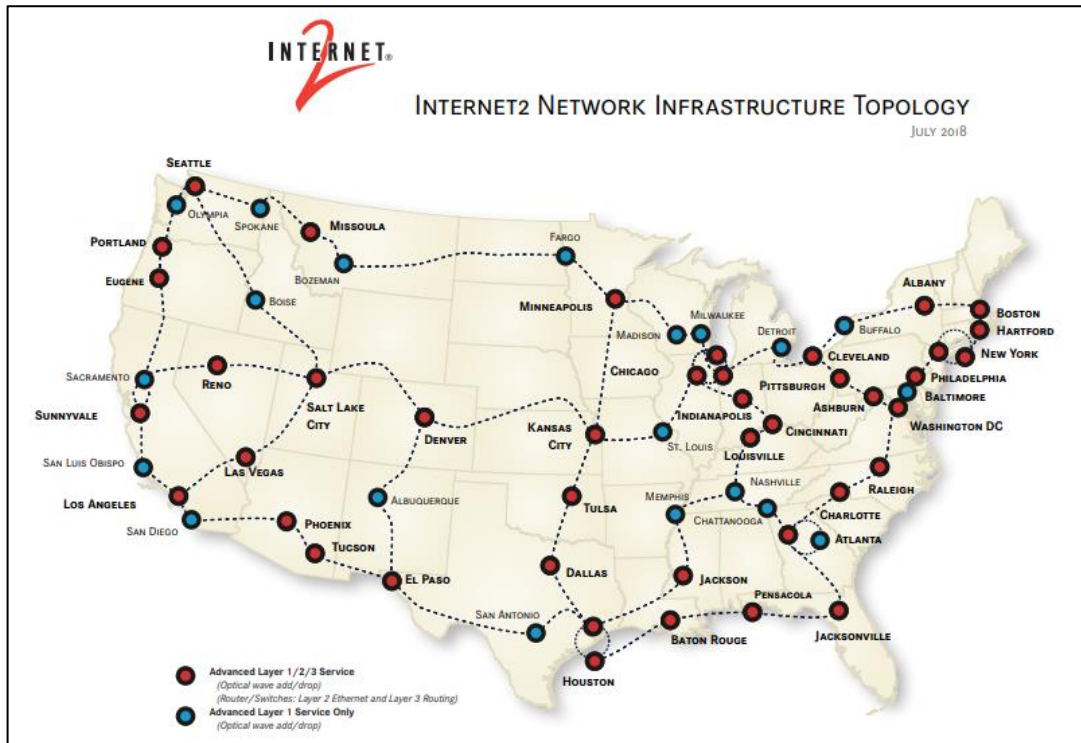 INTERNET®
2
INTERNET2 NETWORK INFRASTRUCTURE TOPOLOGY
JULY 2018
SEATTLE
OLYMPIA
SPOKANE
MISSOULA
PORTLAND
EUGENE
BOZEMAN
BOISE
FARGO
MINNEAPOLIS
MADISON
MILWAUKEE
DETROIT
BUFFALO
ALBANY
BOSTON
HARTFORD
NEW YORK
CLEVELAND
PITTSBURGH
PHILADELPHIA
BALTIMORE
ASHBURN
WASHINGTON DC
CHICAGO
INDIANAPOLIS
CINCINNATI
LOUISVILLE
SACRAMENTO
RENO
SUNNYVALE
SALT LAKE
CITY
DENVER
KANSAS
CITY
ST. LOUIS
SAN LUIS OBISPO
LAS VEGAS
LOS ANGELES
SAN DIEGO
PHOENIX
TUCSON
ALBUQUERQUE
EL PASO
TULSA
DALLAS
MEMPHIS
NASHVILLE
CHATTANOOGA
RALEIGH
CHARLOTTE
ATLANTA
JACKSON
PENSACOLA
SAN ANTONIO
HOUSTON
BATON ROUGE
JACKSONVILLE
Advanced Layer 1/2/3 Service
(Optical wave add/drop)
(Router/Switches: Layer 2 Ethernet and Layer 3 Routing)
Advanced Layer 1 Service Only
(Optical wave add/drop)